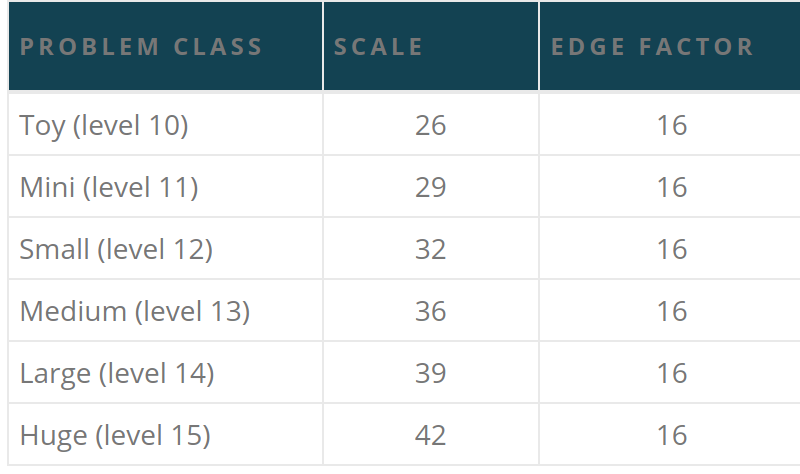 PROBLEM CLASS SCALE EDGE FACTOR
Toy (level 10) 26 16
Mini (level 11) 29 16
Small (level 12) 32 16
Medium (level 13) 36 16
Large (level 14) 39 16
Huge (level 15) 42 16